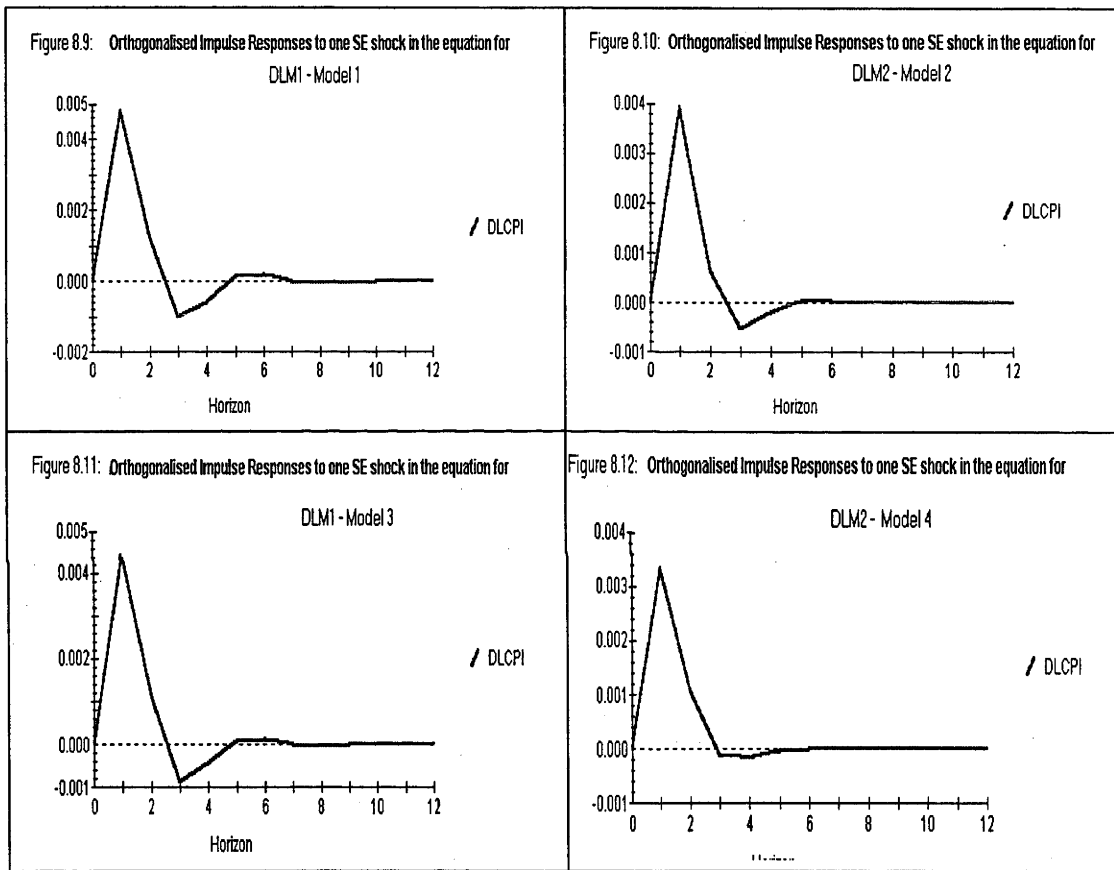 Figure 8.9: Orthogonalised Impulse Responses to one SE shock in the equation for
DLM1 - Model 1
0.005
0.004
0.002
0.000
-0.002
0 2 4 6 8 10 12
Horizon
DLCPI
Figure 8.10: Orthogonalised Impulse Responses to one SE shock in the equation for
DLM2 - Model 2
0.004
0.003
0.002
0.001
0.000
-0.001
0 2 4 6 8 10 12
Horizon
DLCPI
Figure 8.11: Orthogonalised Impulse Responses to one SE shock in the equation for
DLM1 - Model 3
0.005
0.004
0.002
0.000
-0.001
0 2 4 6 8 10 12
Horizon
DLCPI
Figure 8.12: Orthogonalised Impulse Responses to one SE shock in the equation for
DLM2 - Model 4
0.004
0.003
0.002
0.001
0.000
-0.001
0 2 4 6 8 10 12
DLCPI